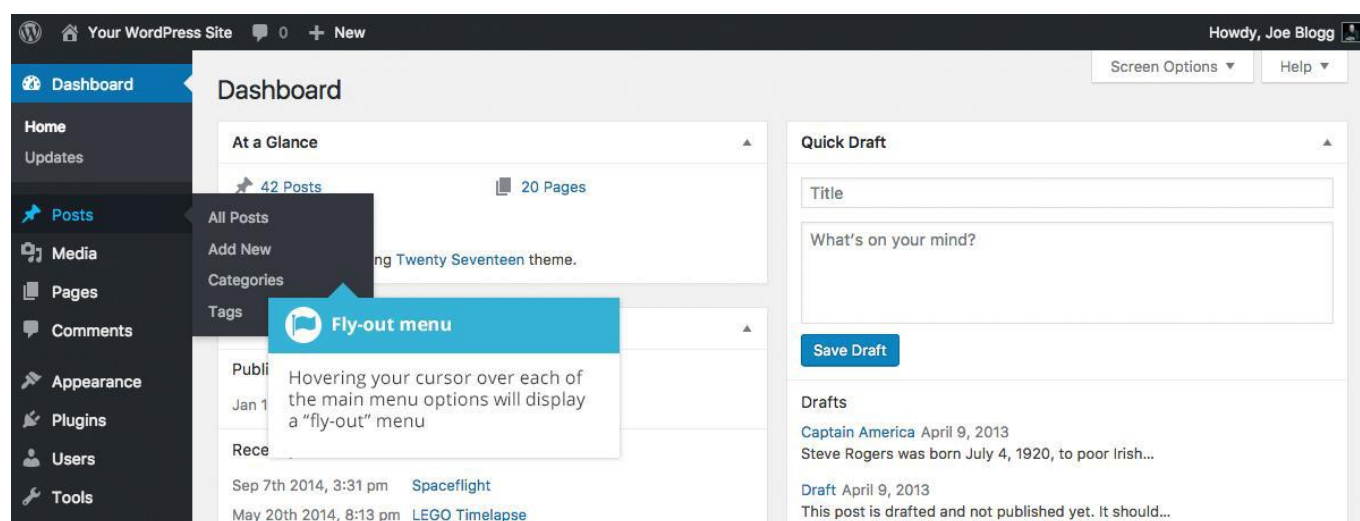 Your WordPress Site 0 + New
Howdy, Joe Blogg
Dashboard
Home
Updates
Posts
Media
Pages
Comments
Appearance
Plugins
Users
Tools
All Posts
Add New
Categories
Tags
Dashboard
Screen Options ▼
Help ▼
At a Glance
42 Posts
20 Pages
ng Twenty Seventeen theme.
Fly-out menu
Hovering your cursor over each of
the main menu options will display
a “fly-out” menu
Publi
Jan 1
Rece
Sep 7th 2014, 3:31 pm Spaceflight
May 20th 2014, 8:13 pm LEGO Timelapse
Quick Draft
Title
What's on your mind?
Save Draft
Drafts
Captain America April 9, 2013
Steve Rogers was born July 4, 1920, to poor Irish...
Draft April 9, 2013
This post is drafted and not published yet. It should...